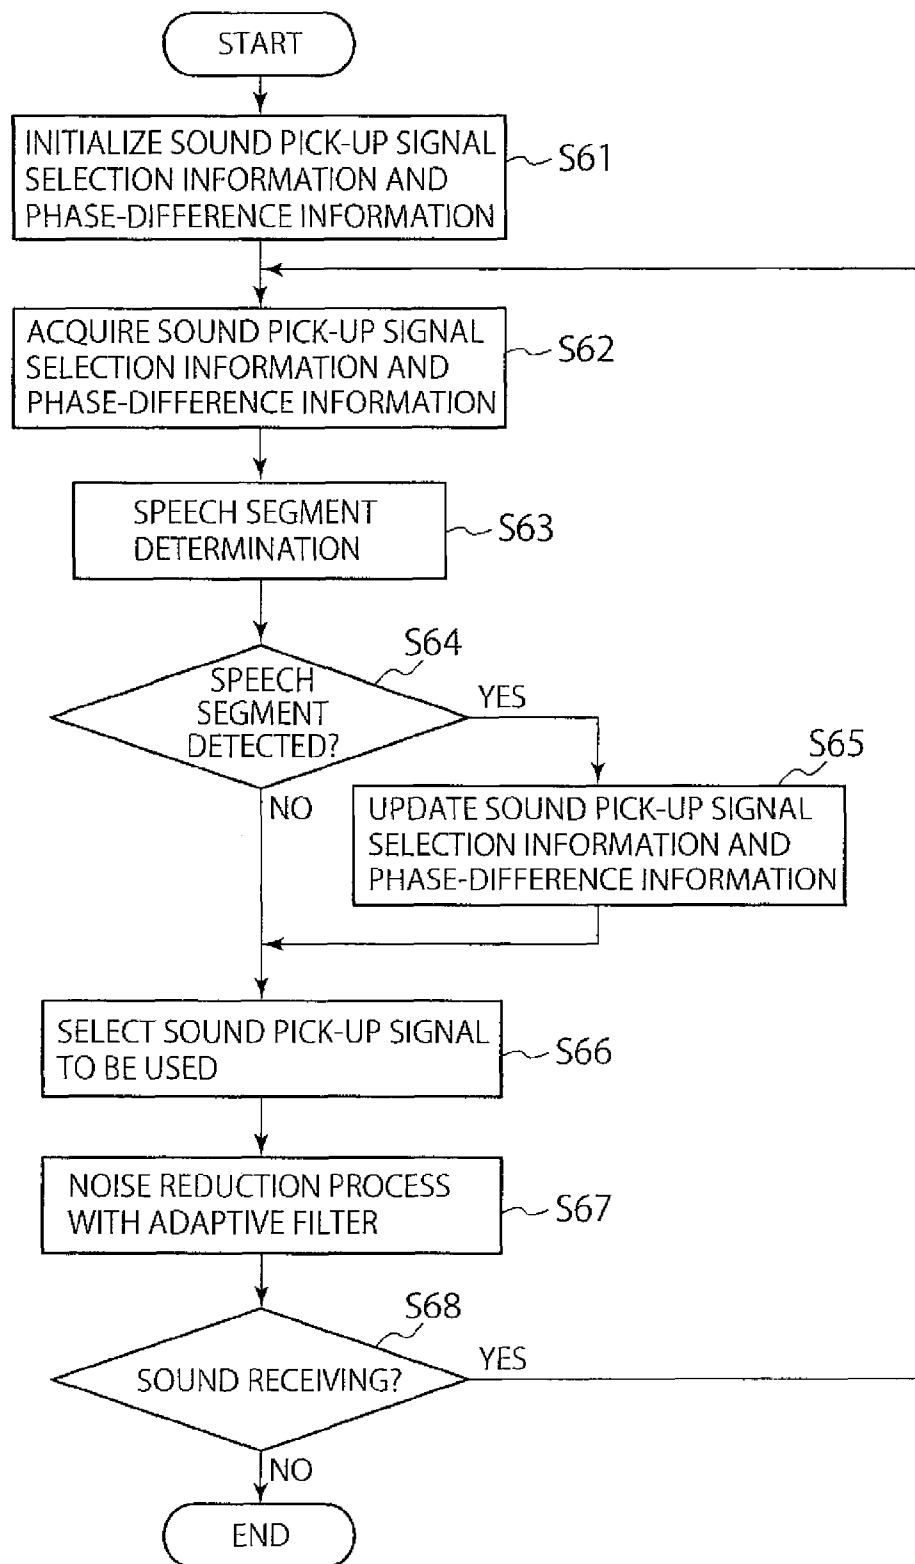 START
INITIALIZE SOUND PICK-UP SIGNAL
SELECTION INFORMATION AND
PHASE-DIFFERENCE INFORMATION
S61
ACQUIRE SOUND PICK-UP SIGNAL
SELECTION INFORMATION AND
PHASE-DIFFERENCE INFORMATION
S62
SPEECH SEGMENT
DETERMINATION
S63
S64
SPEECH
SEGMENT
DETECTED?
YES
NO
S65
UPDATE SOUND PICK-UP SIGNAL
SELECTION INFORMATION AND
PHASE-DIFFERENCE INFORMATION
SELECT SOUND PICK-UP SIGNAL
TO BE USED
S66
NOISE REDUCTION PROCESS
WITH ADAPTIVE FILTER
S67
S68
SOUND RECEIVING?
YES
NO
END